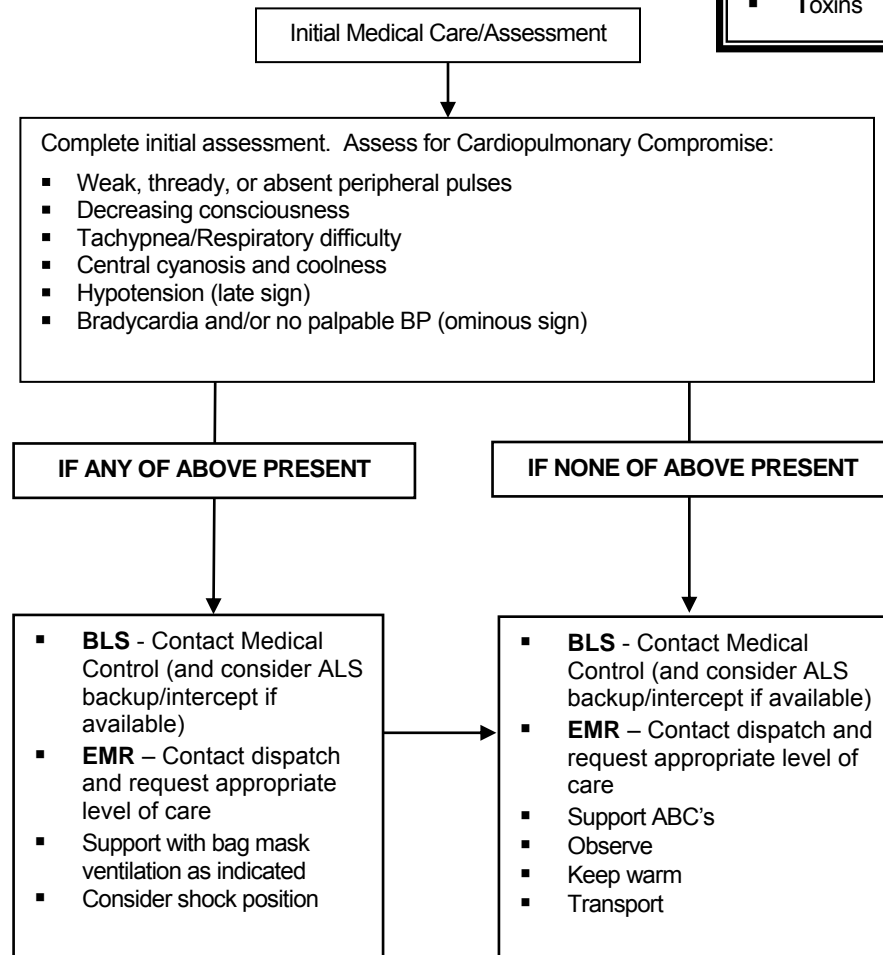 ▪ Toxins
Initial Medical Care/Assessment
Complete initial assessment. Assess for Cardiopulmonary Compromise:
▪ Weak, thready, or absent peripheral pulses
▪ Decreasing consciousness
▪ Tachypnea/Respiratory difficulty
▪ Central cyanosis and coolness
▪ Hypotension (late sign)
▪ Bradycardia and/or no palpable BP (ominous sign)
IF ANY OF ABOVE PRESENT
IF NONE OF ABOVE PRESENT
▪ BLS - Contact Medical
Control (and consider ALS
backup/intercept if
available)
▪ EMR – Contact dispatch
and request appropriate
level of care
▪ Support with bag mask
ventilation as indicated
▪ Consider shock position
▪ BLS - Contact Medical
Control (and consider ALS
backup/intercept if available)
▪ EMR – Contact dispatch and
request appropriate level of
care
▪ Support ABC's
▪ Observe
▪ Keep warm
▪ Transport